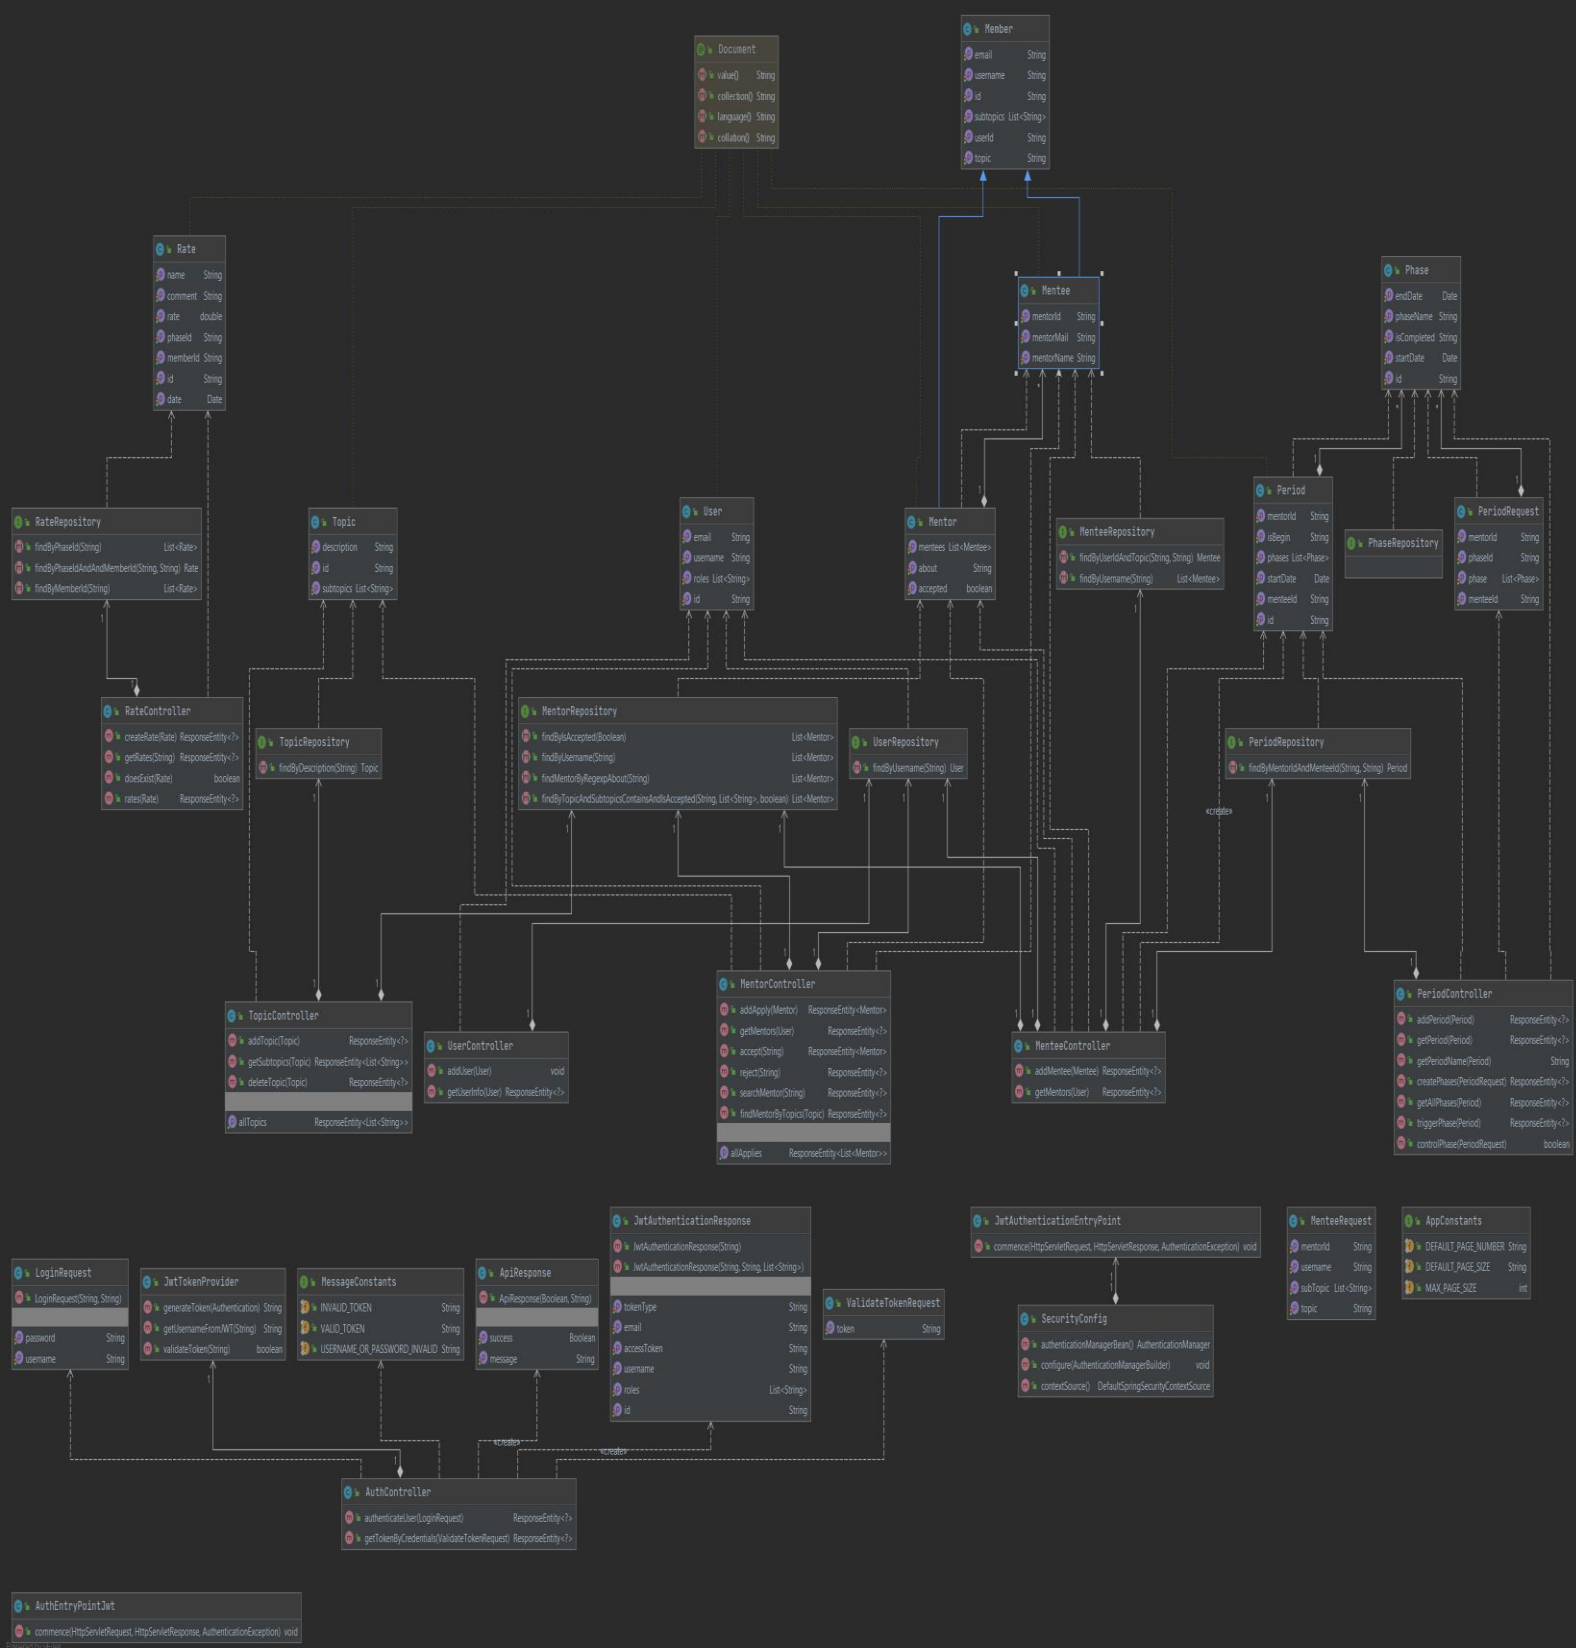 Member
email String
username String
id String
subtopics List<String>
userId String
topic String
Document
value() String
collection() String
language() String
collation() String
Rate
name String
comment String
rate double
phaseId String
memberId String
id String
date Date
Mentee
mentorId String
mentorMail String
mentorName String
Phase
endDate Date
phaseName String
isCompleted String
startDate Date
id String
RateRepository
findByPhaseId(String) List<Rate>
findByPhaseIdAndAndMemberId(String, String) Rate
findByMemberId(String) List<Rate>
Topic
description String
id String
subtopics List<String>
User
email String
username String
roles List<String>
id String
Mentor
mentees List<Mentee>
about String
accepted boolean
MenteeRepository
findByUserIdAndTopic(String, String) Mentee
findByUsername(String) List<Mentee>
Period
mentorId String
isBegin String
phases List<Phase>
startDate Date
menteeId String
id String
PhaseRepository
PeriodRequest
mentorId String
phaseId String
phase List<Phase>
menteeId String
RateController
createRate(Rate) ResponseEntity<?>
getRates(String) ResponseEntity<?>
doesExist(Rate) boolean
rates(Rate) ResponseEntity<?>
TopicRepository
findByDescription(String) Topic
MentorRepository
findByIsAccepted(Boolean) List<Mentor>
findByUsername(String) List<Mentor>
findMentorByRegexpAbout(String) List<Mentor>
findByTopicAndSubtopicsContainsAndIsAccepted(String, List<String>, boolean) List<Mentor>
UserRepository
findByUsername(String) User
PeriodRepository
findByMentorIdAndMenteeId(String, String) Period
«create»
TopicController
addTopic(Topic) ResponseEntity<?>
getSubtopics(Topic) ResponseEntity<List<String>>
deleteTopic(Topic) ResponseEntity<?>
allTopics ResponseEntity<List<String>>
UserController
addUser(User) void
getUserInfo(User) ResponseEntity<?>
MentorController
addApply(Mentor) ResponseEntity<Mentor>
getMentors(User) ResponseEntity<?>
accept(String) ResponseEntity<Mentor>
reject(String) ResponseEntity<?>
searchMentor(String) ResponseEntity<?>
findMentorByTopics(Topic) ResponseEntity<?>
allApplies ResponseEntity<List<Mentor>>
MenteeController
addMentee(Mentee) ResponseEntity<?>
getMentors(User) ResponseEntity<?>
PeriodController
addPeriod(Period) ResponseEntity<?>
getPeriod(Period) ResponseEntity<?>
getPeriodName(Period) String
createPhases(PeriodRequest) ResponseEntity<?>
getAllPhases(Period) ResponseEntity<?>
triggerPhase(Period) ResponseEntity<?>
controlPhase(PeriodRequest) boolean
LoginRequest
LoginRequest(String, String)
password String
username String
JwtTokenProvider
generateToken(Authentication) String
getUsernameFromJWT(String) String
validateToken(String) boolean
MessageConstants
INVALID_TOKEN String
VALID_TOKEN String
USERNAME_OR_PASSWORD_INVALID String
ApiResponse
ApiResponse(Boolean, String)
success Boolean
message String
JwtAuthenticationResponse
JwtAuthenticationResponse(String)
JwtAuthenticationResponse(String, String, List<String>)
tokenType String
email String
accessToken String
username String
roles List<String>
id String
ValidateTokenRequest
token String
JwtAuthenticationEntryPoint
commence(HttpServletRequest, HttpServletResponse, AuthenticationException) void
SecurityConfig
authenticationManagerBean() AuthenticationManager
configure(AuthenticationManagerBuilder) void
contextSource() DefaultSpringSecurityContextSource
MenteeRequest
mentorId String
username String
subTopic List<String>
topic String
AppConstants
DEFAULT_PAGE_NUMBER String
DEFAULT_PAGE_SIZE String
MAX_PAGE_SIZE int
«create»
«create»
AuthController
authenticateUser(LoginRequest) ResponseEntity<?>
getTokenByCredentials(ValidateTokenRequest) ResponseEntity<?>
AuthEntryPointJwt
commence(HttpServletRequest, HttpServletResponse, AuthenticationException) void